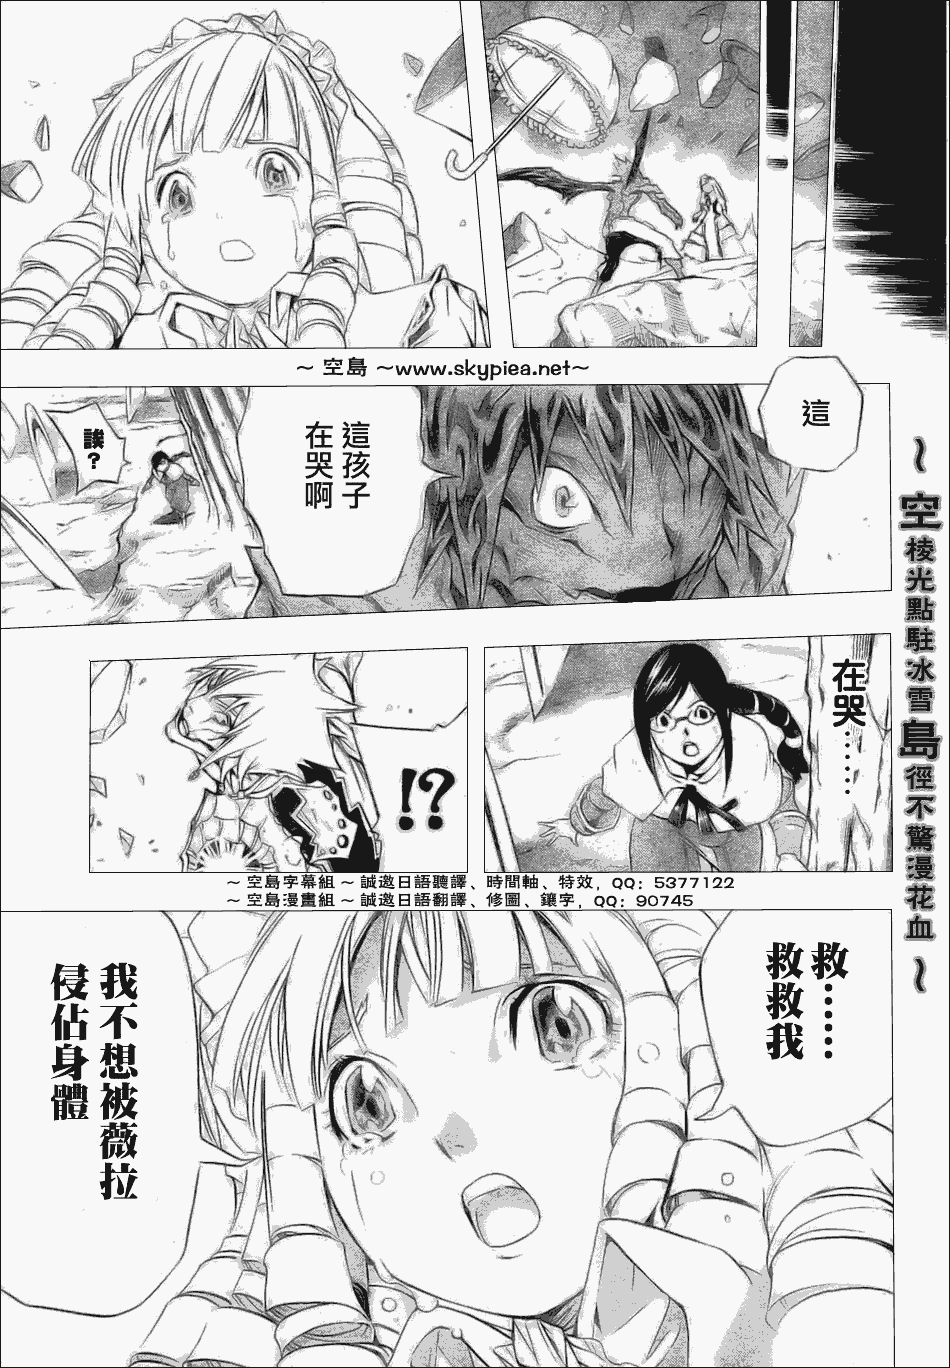 ~ 空島 ~www.skypiea.net~
這
這孩子
在哭啊
誒?
在哭……
!?
~ 空島字幕組 ~ 誠邀日語聽譯、時間軸、特效, QQ: 5377122
~ 空島漫畫組 ~ 誠邀日語翻譯、修圖、鑲字, QQ: 90745
救……
救救我
我不想被薇拉
侵佔身體
~ 空棱光點駐冰雪島徑不驚漫花血 ~